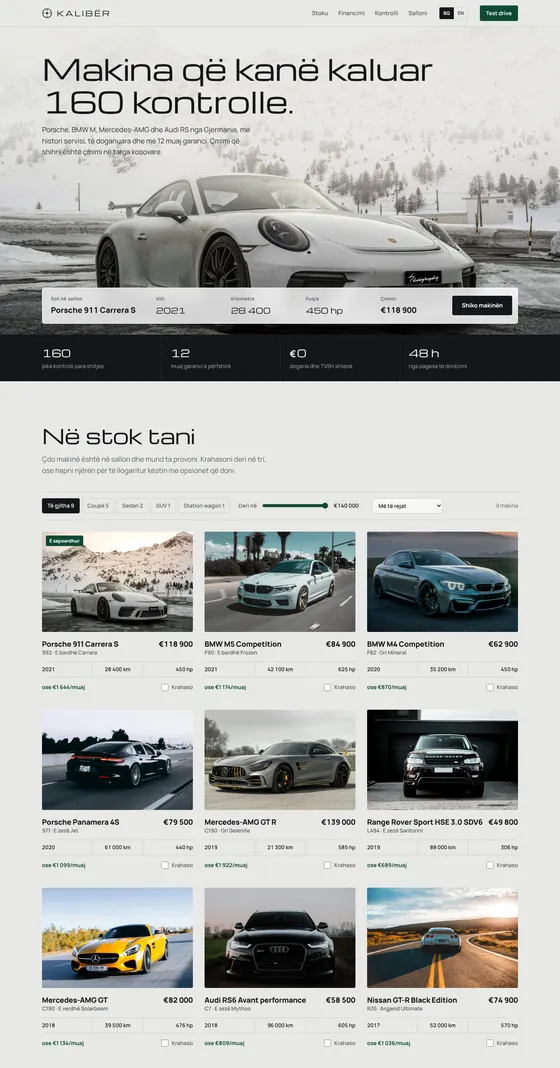 KALIBËR
Stoku Financimi Kontrolli Salloni SQ EN Test drive
Makina që kanë kaluar
160 kontrolle.
Porsche, BMW M, Mercedes-AMG dhe Audi RS nga Gjermania, me
histori servisi, të doganuara dhe me 12 muaj garanci. Çmimi që
shihni është çmimi në targa kosovare.
Sot në sallon Viti Kilometra Fuqia Çmimi
Porsche 911 Carrera S 2021 28 400 450 hp €118 900 Shiko makinën
160 12 €0 48 h
pika kontrolli para shitjes muaj garanci e përfshirë dogana dhe TVSH shtesë nga pagesa te dorëzimi
Në stok tani
Çdo makinë është në sallon dhe mund ta provoni. Krahasoni deri në tri,
ose hapni njërën për të llogaritur këstin me opsionet që doni.
Të gjitha 9 Coupé 5 Sedan 2 SUV 1 Station wagon 1 Deri në €140 000 Më të rejat 9 makina
E sapoardhur
Porsche 911 Carrera S €118 900 BMW M5 Competition €84 900 BMW M4 Competition €62 900
992 · E bardhë Carrara F90 · E bardhë Frozen F82 · Gri Mineral
2021 28 400 km 450 hp 2021 42 100 km 625 hp 2020 35 200 km 450 hp
ose €1 644/muaj Krahaso ose €1 174/muaj Krahaso ose €870/muaj Krahaso
Porsche Panamera 4S €79 500 Mercedes-AMG GT R €139 000 Range Rover Sport HSE 3.0 SDV6 €49 800
971 · E zezë Jet C190 · Gri Selenite L494 · E zezë Santorini
2020 61 000 km 440 hp 2019 21 300 km 585 hp 2019 88 000 km 306 hp
ose €1 099/muaj Krahaso ose €1 922/muaj Krahaso ose €689/muaj Krahaso
Mercedes-AMG GT €82 000 Audi RS6 Avant performance €58 500 Nissan GT-R Black Edition €74 900
C190 · E verdhë Solarbeam C7 · E zezë Mythos R35 · Argjend Ultimate
2018 39 500 km 476 hp 2018 96 000 km 605 hp 2017 52 000 km 570 hp
ose €1 134/muaj Krahaso ose €809/muaj Krahaso ose €1 036/muaj Krahaso